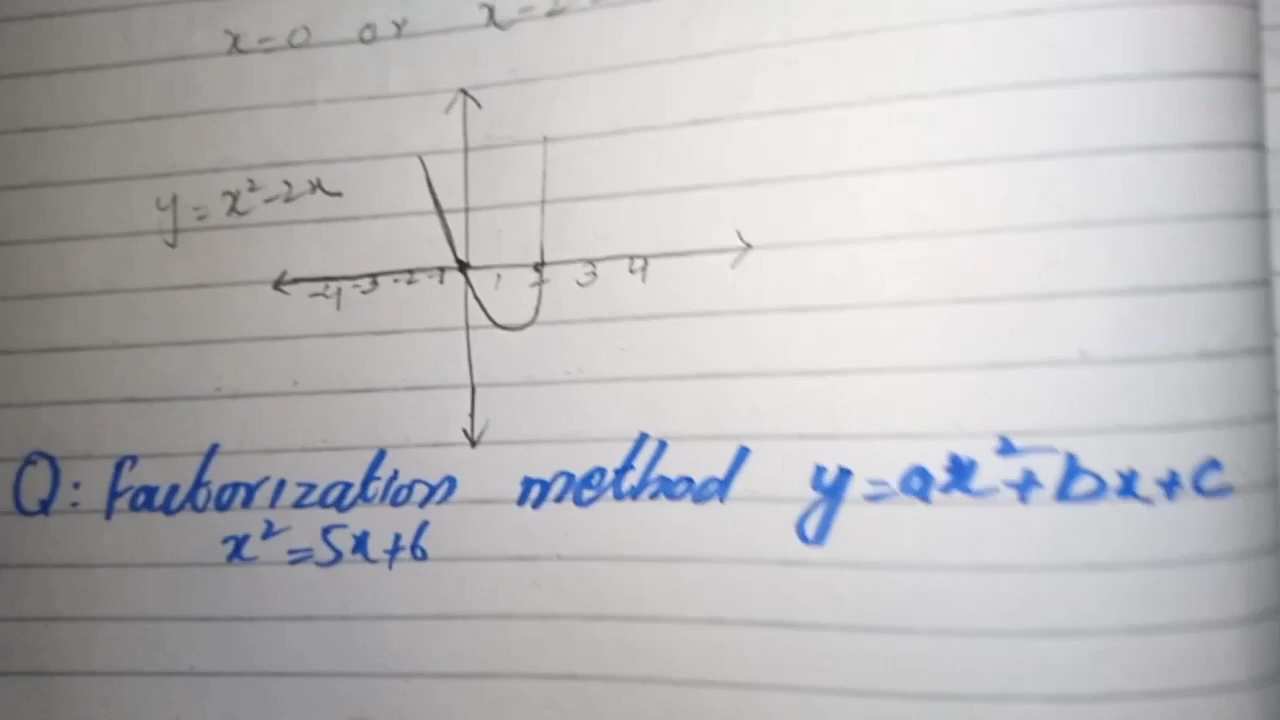 x=0 or x=2
y=x²-2x
-4 -3 -2 -1 1 2 3 4
Q: Factorization method y=ax²+bx+c
x²=5x+6